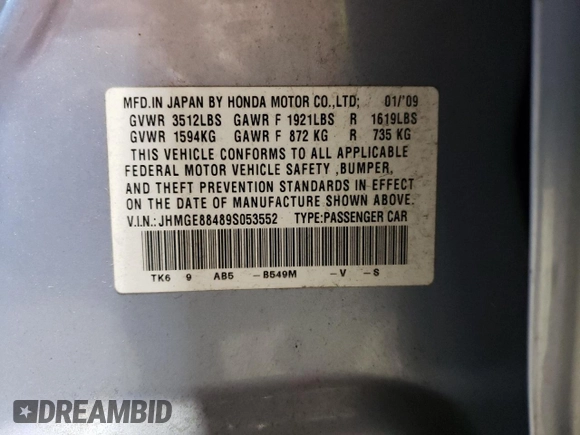 MFD.IN JAPAN BY HONDA MOTOR CO.,LTD; 01/'09
GVWR 3512LBS GAWR F 1921LBS R 1619LBS
GVWR 1594KG GAWR F 872 KG R 735 KG
THIS VEHICLE CONFORMS TO ALL APPLICABLE
FEDERAL MOTOR VEHICLE SAFETY ,BUMPER,
AND THEFT PREVENTION STANDARDS IN EFFECT
ON THE DATE OF MANUFACTURE SHOWN ABOVE.
V.I.N.:JHMGE88489S053552 TYPE:PASSENGER CAR
TK6 9 AB5 -B549M -V -S
DREAMBID